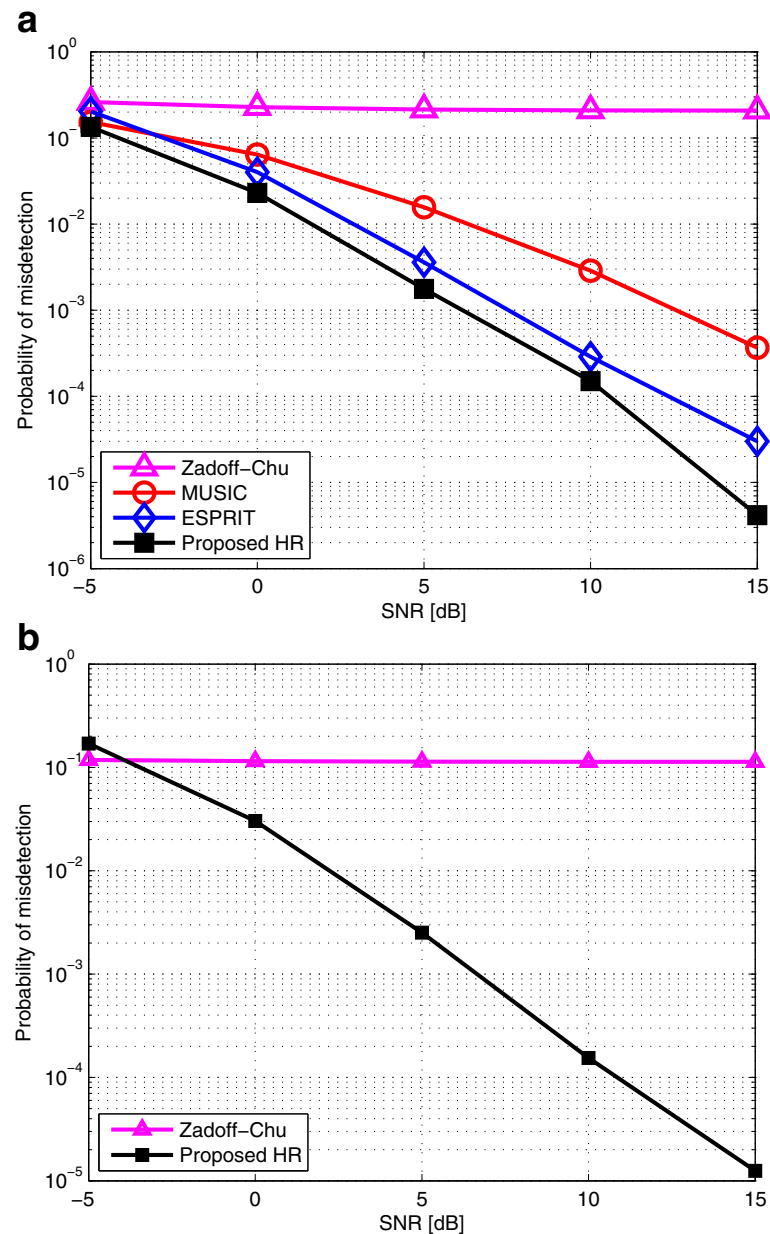 a
10^0
10^-1
10^-2
10^-3
10^-4
10^-5
10^-6
Probability of misdetection
Zadoff−Chu
MUSIC
ESPRIT
Proposed HR
−5 0 5 10 15
SNR [dB]
b
10^0
10^-1
10^-2
10^-3
10^-4
10^-5
Probability of misdetection
Zadoff−Chu
Proposed HR
−5 0 5 10 15
SNR [dB]